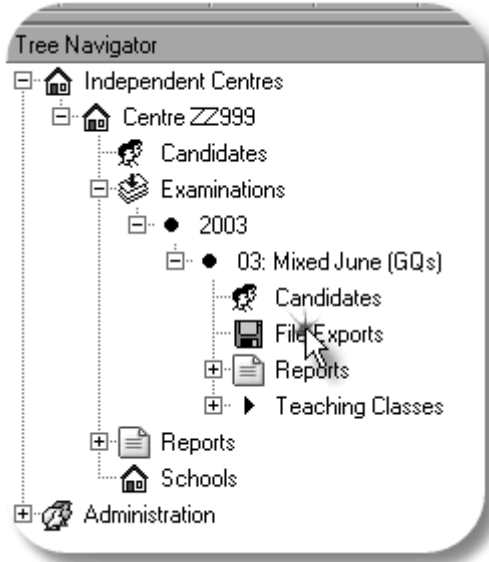 Tree Navigator
Independent Centres
Centre ZZ999
Candidates
Examinations
2003
03: Mixed June (GQs)
Candidates
File Exports
Reports
Teaching Classes
Reports
Schools
Administration